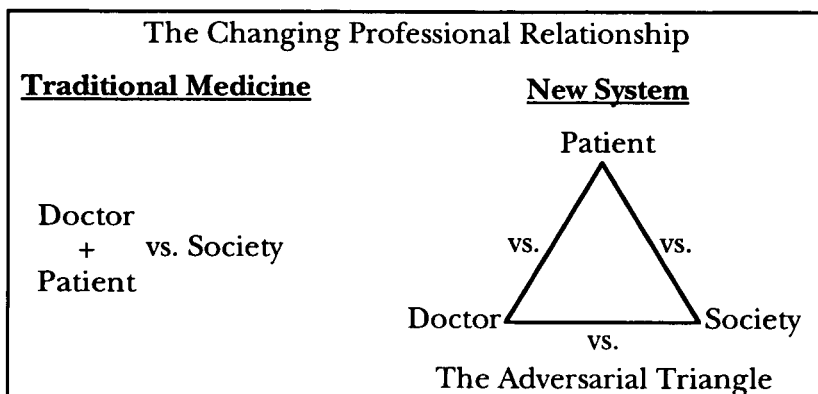 The Changing Professional Relationship
Traditional Medicine
Doctor
+ vs. Society
Patient
New System
Patient
vs. vs.
Doctor Society
vs.
The Adversarial Triangle